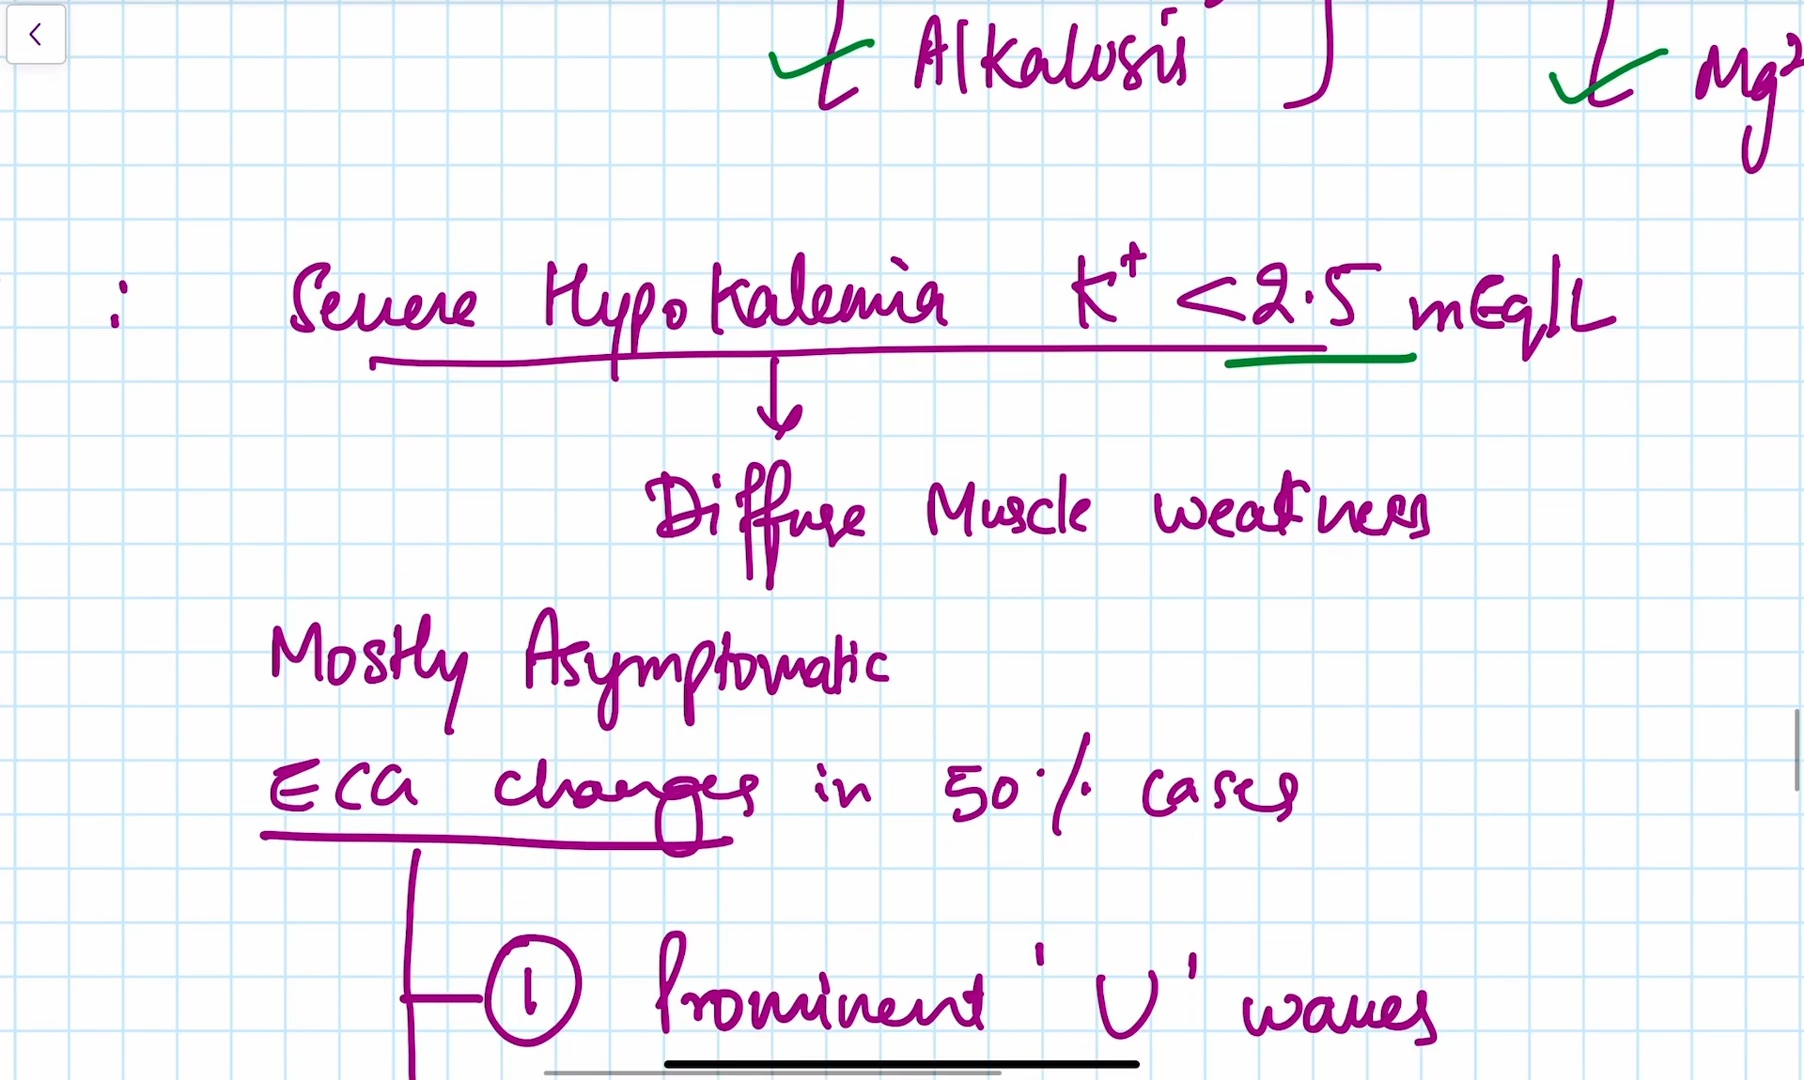 Alkalosis
Mg2
: Severe Hypokalemia K+ <2.5 mEq/L
Diffuse Muscle weakness
Mostly Asymptomatic
ECG changes in 50% cases
1 Prominent 'U' waves